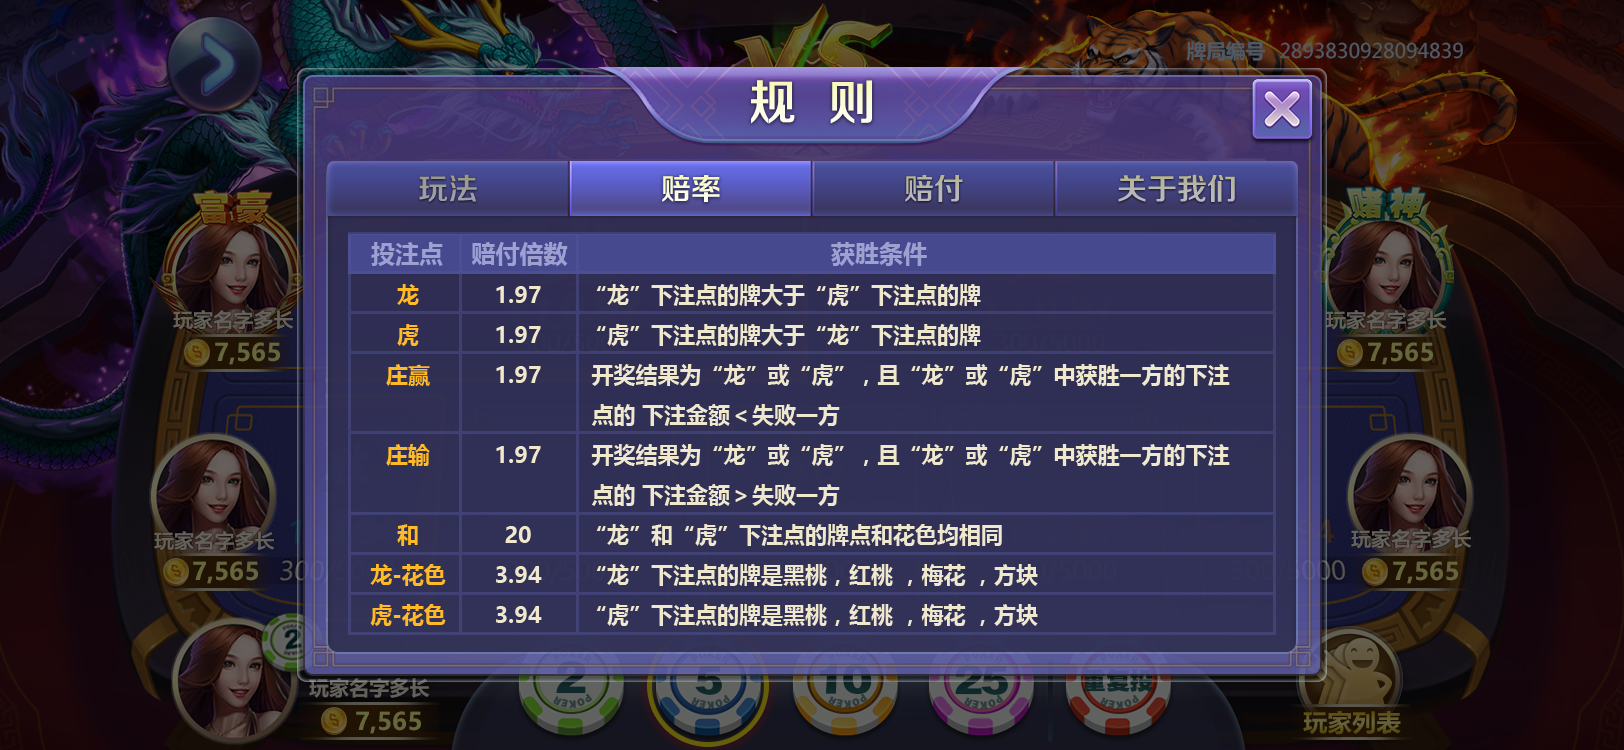 VS
牌局编号 2893830928094839
规 则
玩法 赔率 赔付 关于我们
投注点 赔付倍数 获胜条件
龙 1.97 “龙”下注点的牌大于“虎”下注点的牌
虎 1.97 “虎”下注点的牌大于“龙”下注点的牌
庄赢 1.97 开奖结果为“龙”或“虎”，且“龙”或“虎”中获胜一方的下注
点的 下注金额＜失败一方
庄输 1.97 开奖结果为“龙”或“虎”，且“龙”或“虎”中获胜一方的下注
点的 下注金额＞失败一方
和 20 “龙”和“虎”下注点的牌点和花色均相同
龙-花色 3.94 “龙”下注点的牌是黑桃，红桃 ，梅花 ，方块
虎-花色 3.94 “虎”下注点的牌是黑桃，红桃 ，梅花 ，方块
富豪
玩家名字多长
7,565
玩家名字多长
7,565
2
玩家名字多长
7,565
赌神
玩家名字多长
7,565
玩家名字多长
7,565
2 POKER
5 POKER
10 POKER
25 POKER
重复投 POKER
玩家列表